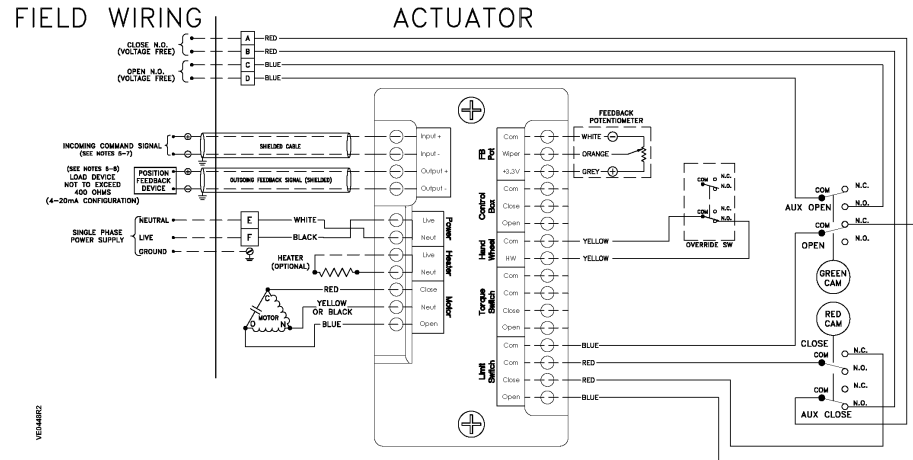 FIELD WIRING
ACTUATOR
CLOSE N.O.
(VOLTAGE FREE)
A
RED
B
RED
OPEN N.O.
(VOLTAGE FREE)
C
BLUE
D
BLUE
INCOMING COMMAND SIGNAL
(SEE NOTES 5-7)
SHIELDED CABLE
(SEE NOTES 5-8)
LOAD DEVICE
NOT TO EXCEED
400 OHMS
(4-20mA CONFIGURATION)
POSITION
FEEDBACK
DEVICE
OUTGOING FEEDBACK SIGNAL (SHIELDED)
SINGLE PHASE
POWER SUPPLY
NEUTRAL
LIVE
GROUND
E
WHITE
F
BLACK
HEATER
(OPTIONAL)
MOTOR
C
O
N
RED
YELLOW
OR BLACK
BLUE
Input +
Input -
Output +
Output -
Live
Neut
Power
Live
Neut
Heater
Close
Neut
Open
Motor
FB
Pot
Com
Wiper
+3.3V
Control
Box
Com
Close
Open
Hand
Wheel
Com
HW
Torque
Switch
Com
Com
Close
Open
Limit
Switch
Com
Com
Close
Open
FEEDBACK
POTENTIOMETER
WHITE
ORANGE
GREY
YELLOW
YELLOW
COM
N.C.
N.O.
COM
N.C.
N.O.
OVERRIDE SW
BLUE
RED
RED
BLUE
COM
N.C.
N.O.
AUX OPEN
COM
N.C.
N.O.
OPEN
GREEN
CAM
RED
CAM
CLOSE
COM
N.C.
N.O.
COM
N.C.
N.O.
AUX CLOSE
VE0448R2